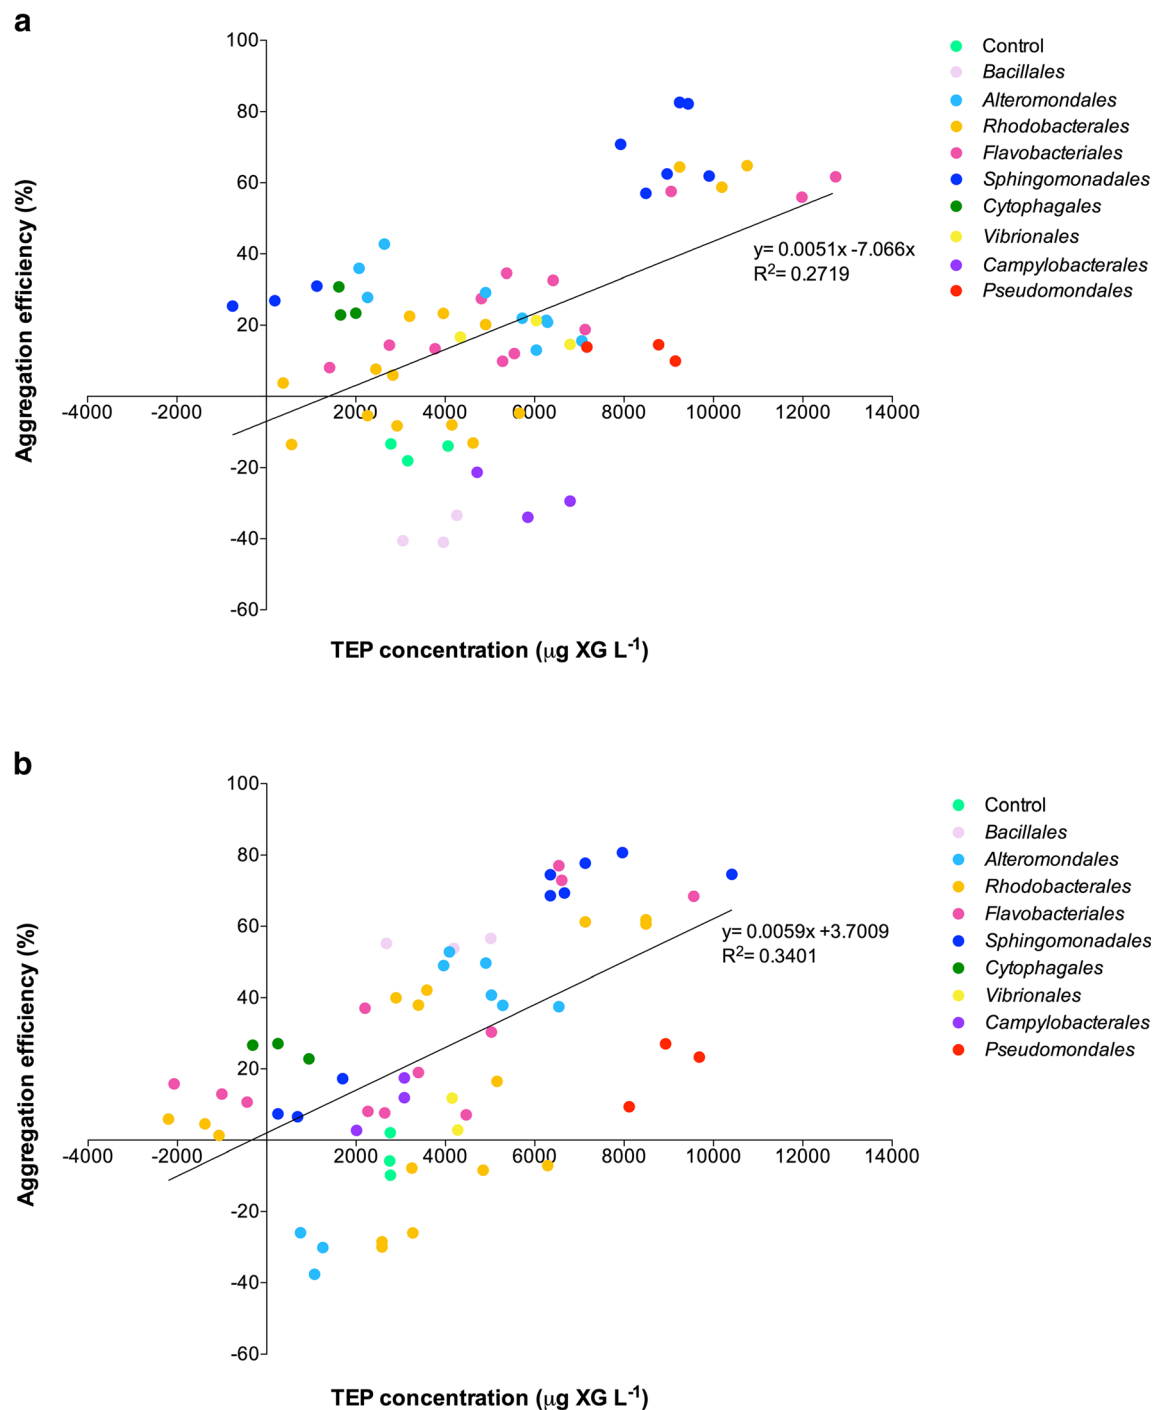 a
100
80
60
40
20
-20
-40
-60
-4000 -2000 2000 4000 6000 8000 10000 12000 14000
Aggregation efficiency (%)
TEP concentration (μg XG L-1)
y= 0.0051x -7.066x
R2= 0.2719
Control
Bacillales
Alteromondales
Rhodobacterales
Flavobacteriales
Sphingomonadales
Cytophagales
Vibrionales
Campylobacterales
Pseudomondales
b
100
80
60
40
20
-20
-40
-60
-4000 -2000 2000 4000 6000 8000 10000 12000 14000
Aggregation efficiency (%)
TEP concentration (μg XG L-1)
y= 0.0059x +3.7009
R2= 0.3401
Control
Bacillales
Alteromondales
Rhodobacterales
Flavobacteriales
Sphingomonadales
Cytophagales
Vibrionales
Campylobacterales
Pseudomondales